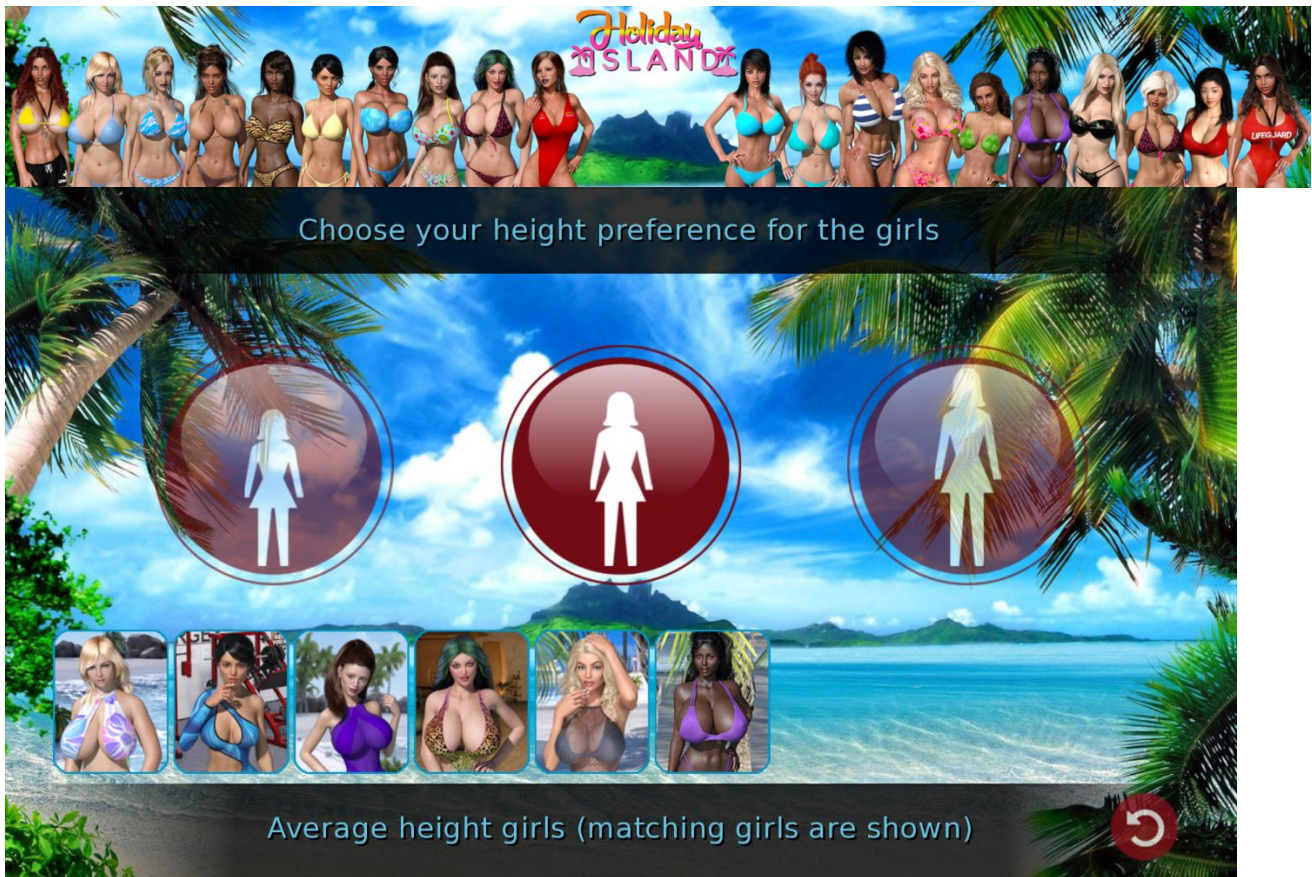 Holiday
ISLAND
LIFEGUARD
Choose your height preference for the girls
Average height girls (matching girls are shown)